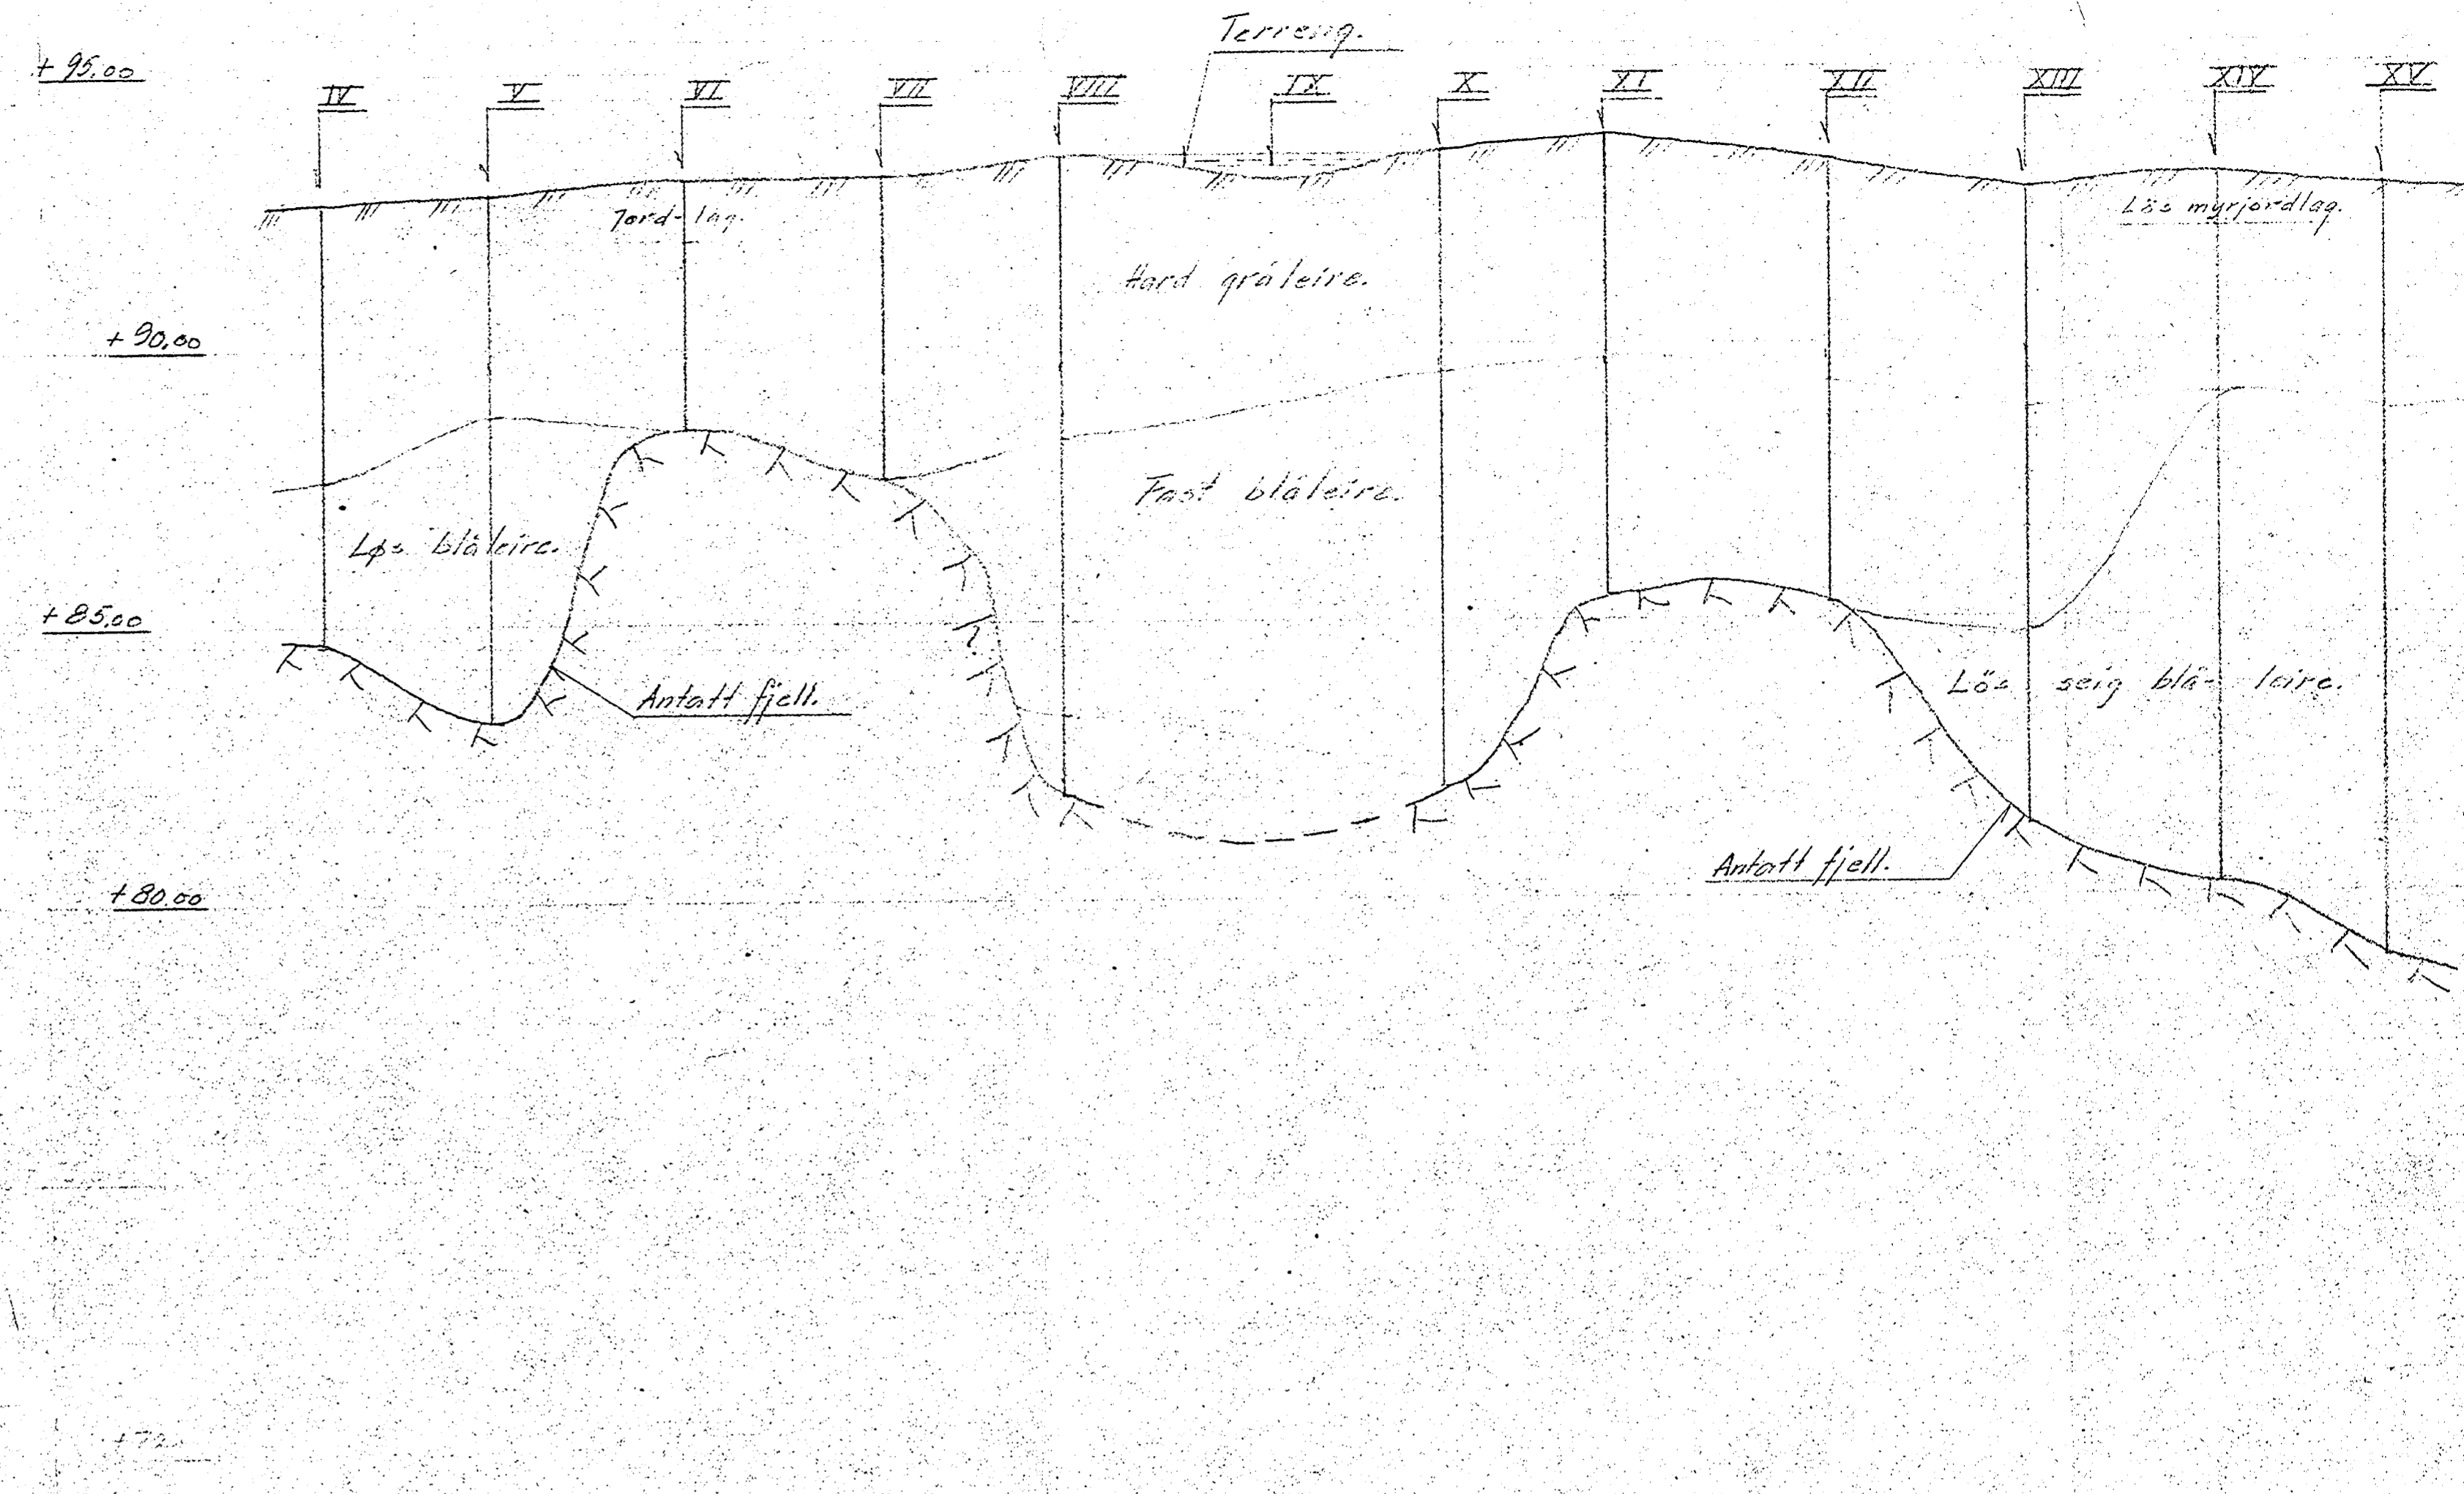 Terreng.
+ 95.00
IV V VI VII VIII IX X XI XII XIII XIV XV
Jord-lag.
Lös myrjordlag.
Hard gråleire.
+ 90.00
Fast blåleire.
Løs blåleire.
+ 85.00
?
Antatt fjell.
Lös seig blå-leire.
Antatt fjell.
+ 80.00